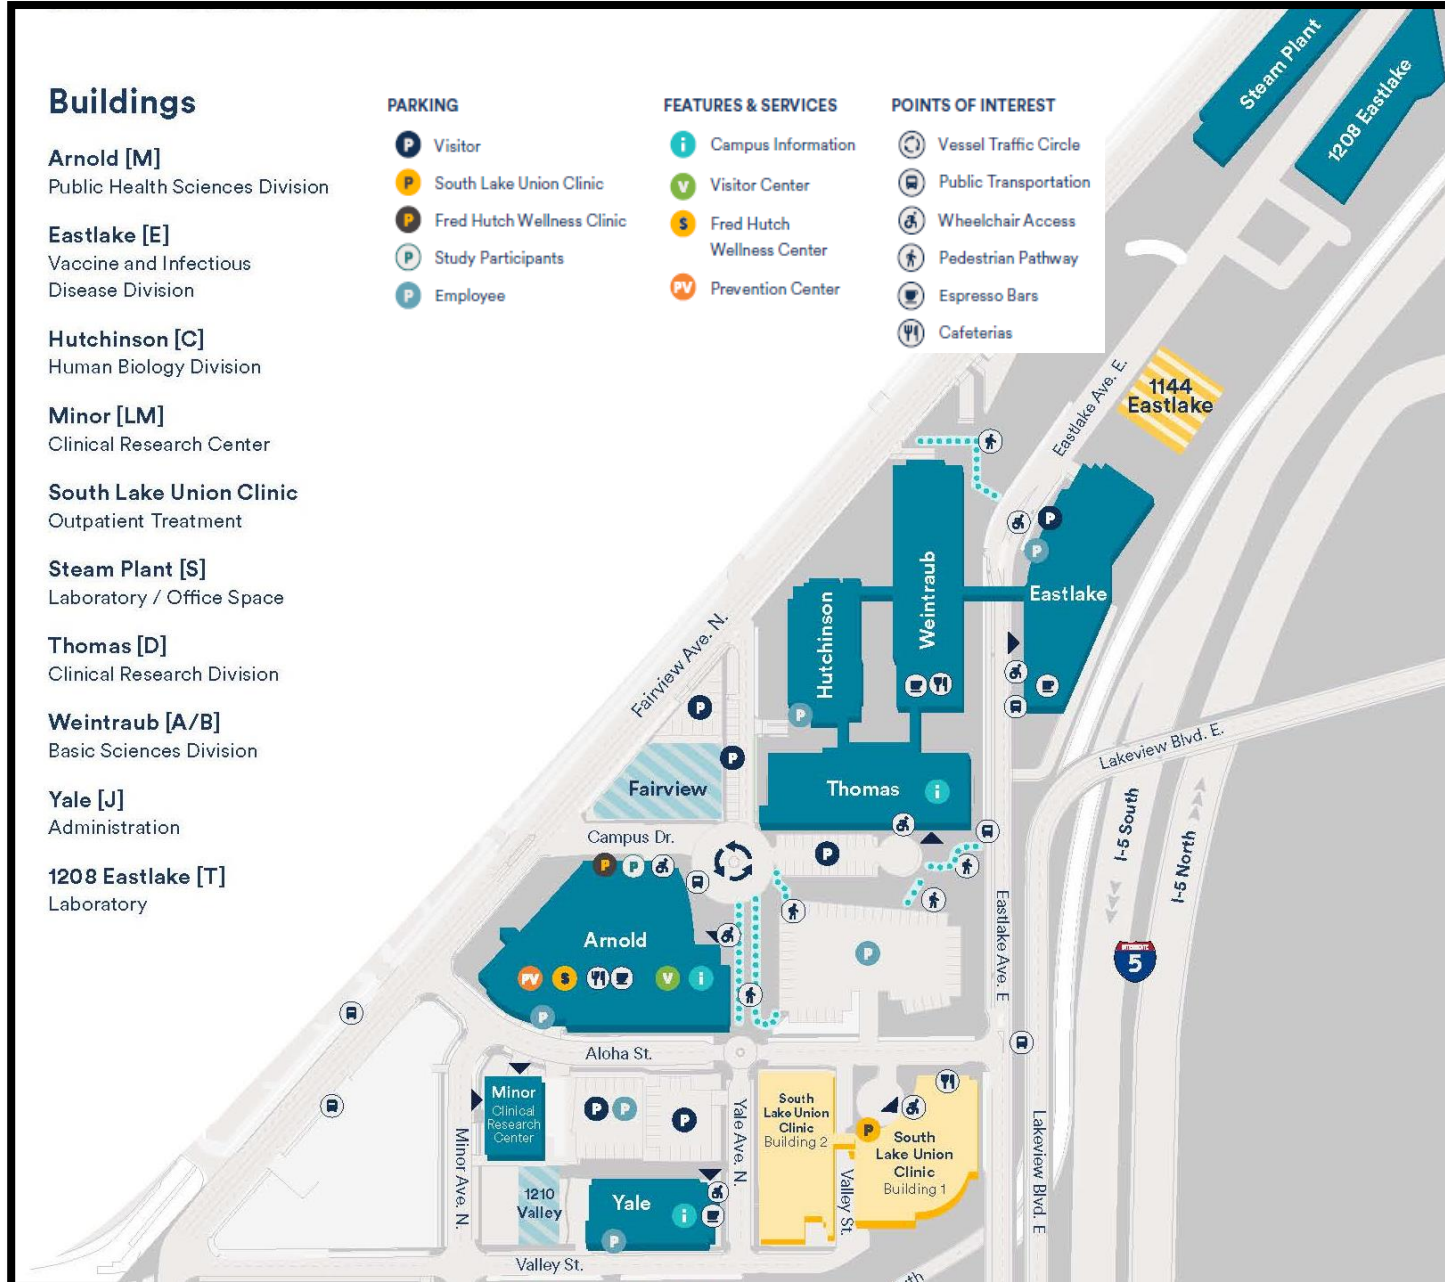 Buildings
Arnold [M]
Public Health Sciences Division
Eastlake [E]
Vaccine and Infectious
Disease Division
Hutchinson [C]
Human Biology Division
Minor [LM]
Clinical Research Center
South Lake Union Clinic
Outpatient Treatment
Steam Plant [S]
Laboratory / Office Space
Thomas [D]
Clinical Research Division
Weintraub [A/B]
Basic Sciences Division
Yale [J]
Administration
1208 Eastlake [T]
Laboratory
PARKING
P Visitor
P South Lake Union Clinic
P Fred Hutch Wellness Clinic
P Study Participants
P Employee
FEATURES & SERVICES
i Campus Information
V Visitor Center
S Fred Hutch
Wellness Center
PV Prevention Center
POINTS OF INTEREST
Vessel Traffic Circle
Public Transportation
Wheelchair Access
Pedestrian Pathway
Espresso Bars
Cafeterias
Steam Plant
1208 Eastlake
1144
Eastlake
Eastlake Ave. E.
P
P
Eastlake
Weintraub
Hutchinson
P
Fairview Ave. N.
P
P
Fairview
Thomas
i
Lakeview Blvd. E.
I-5 South
I-5 North
5
Campus Dr.
P
P
P
Arnold
PV
S
V
i
P
P
Eastlake Ave. E
Aloha St.
Minor
Clinical
Research
Center
P
P
P
Minor Ave. N.
Yale Ave. N.
South
Lake Union
Clinic
Building 2
P
South
Lake Union
Clinic
Building 1
Valley St.
Lakeview Blvd. E
1210
Valley
Yale
i
P
Valley St.